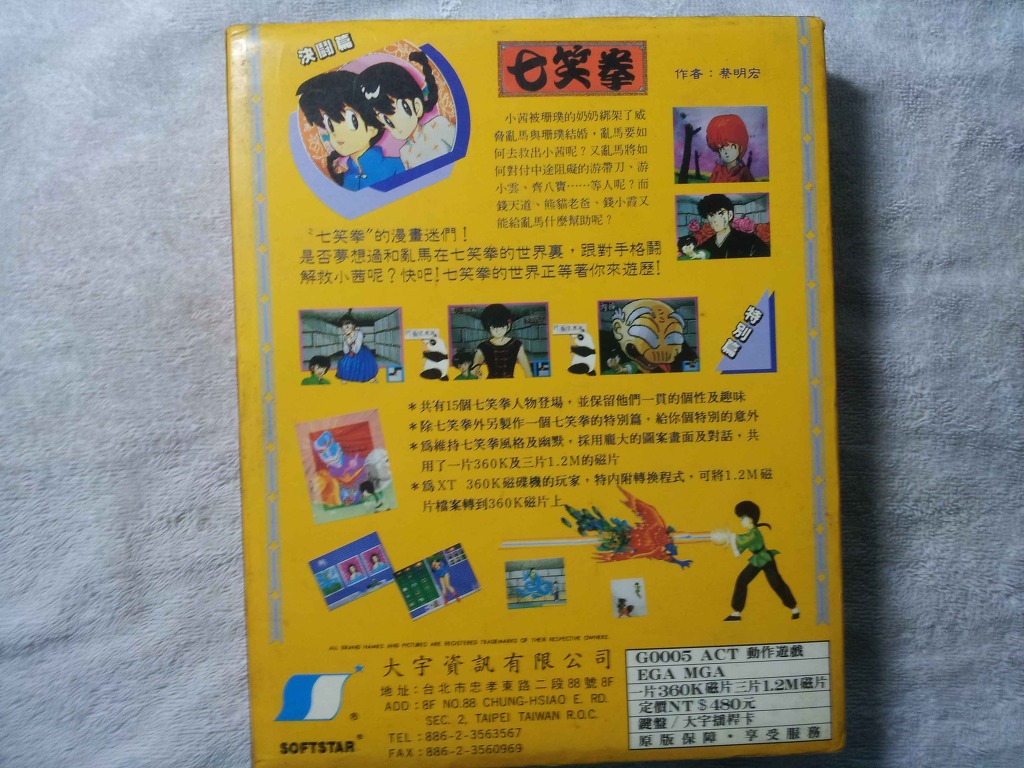 決鬪篇
七笑拳
作者：蔡明宏
小茜被珊璞的奶奶綁架了威
脅亂馬與珊璞結婚，亂馬要如
何去救出小茜呢？又亂馬將如
何對付中途阻礙的游帶刀、游
小雲、齊八寶……等人呢？而
錢天道、熊貓老爸、錢小霞又
能給亂馬什麼幫助呢？
"七笑拳"的漫畫迷們！
是否夢想過和亂馬在七笑拳的世界裏，跟對手格鬪
解救小茜呢？快吧！七笑拳的世界正等著你來遊歷！
特別篇
＊共有15個七笑拳人物登場，並保留他們一貫的個性及趣味
＊除七笑拳外另製作一個七笑拳的特別篇，給你個特別的意外
＊爲維持七笑拳風格及幽默，採用龐大的圖案畫面及對話，共
用了一片360K及三片1.2M的磁片
＊爲XT 360K磁碟機的玩家，特內附轉換程式，可將1.2M磁
片檔案轉到360K磁片上
ALL BRAND NAMES AND PICTURES ARE REGISTERED TRADEMARKS OF THEIR RESPECTIVE OWNERS.
大宇資訊有限公司
地址：台北市忠孝東路二段88號8F
ADD：8F NO.88 CHUNG-HSIAO E. RD.
SEC. 2, TAIPEI TAIWAN R.O.C.
TEL：886-2-3563567
FAX：886-2-3560969
®
SOFTSTAR®
G0005 ACT 動作遊戲
EGA MGA
一片360K磁片三片1.2M磁片
定價NT＄480元
鍵盤/大宇搖桿卡
原版保障・享受服務